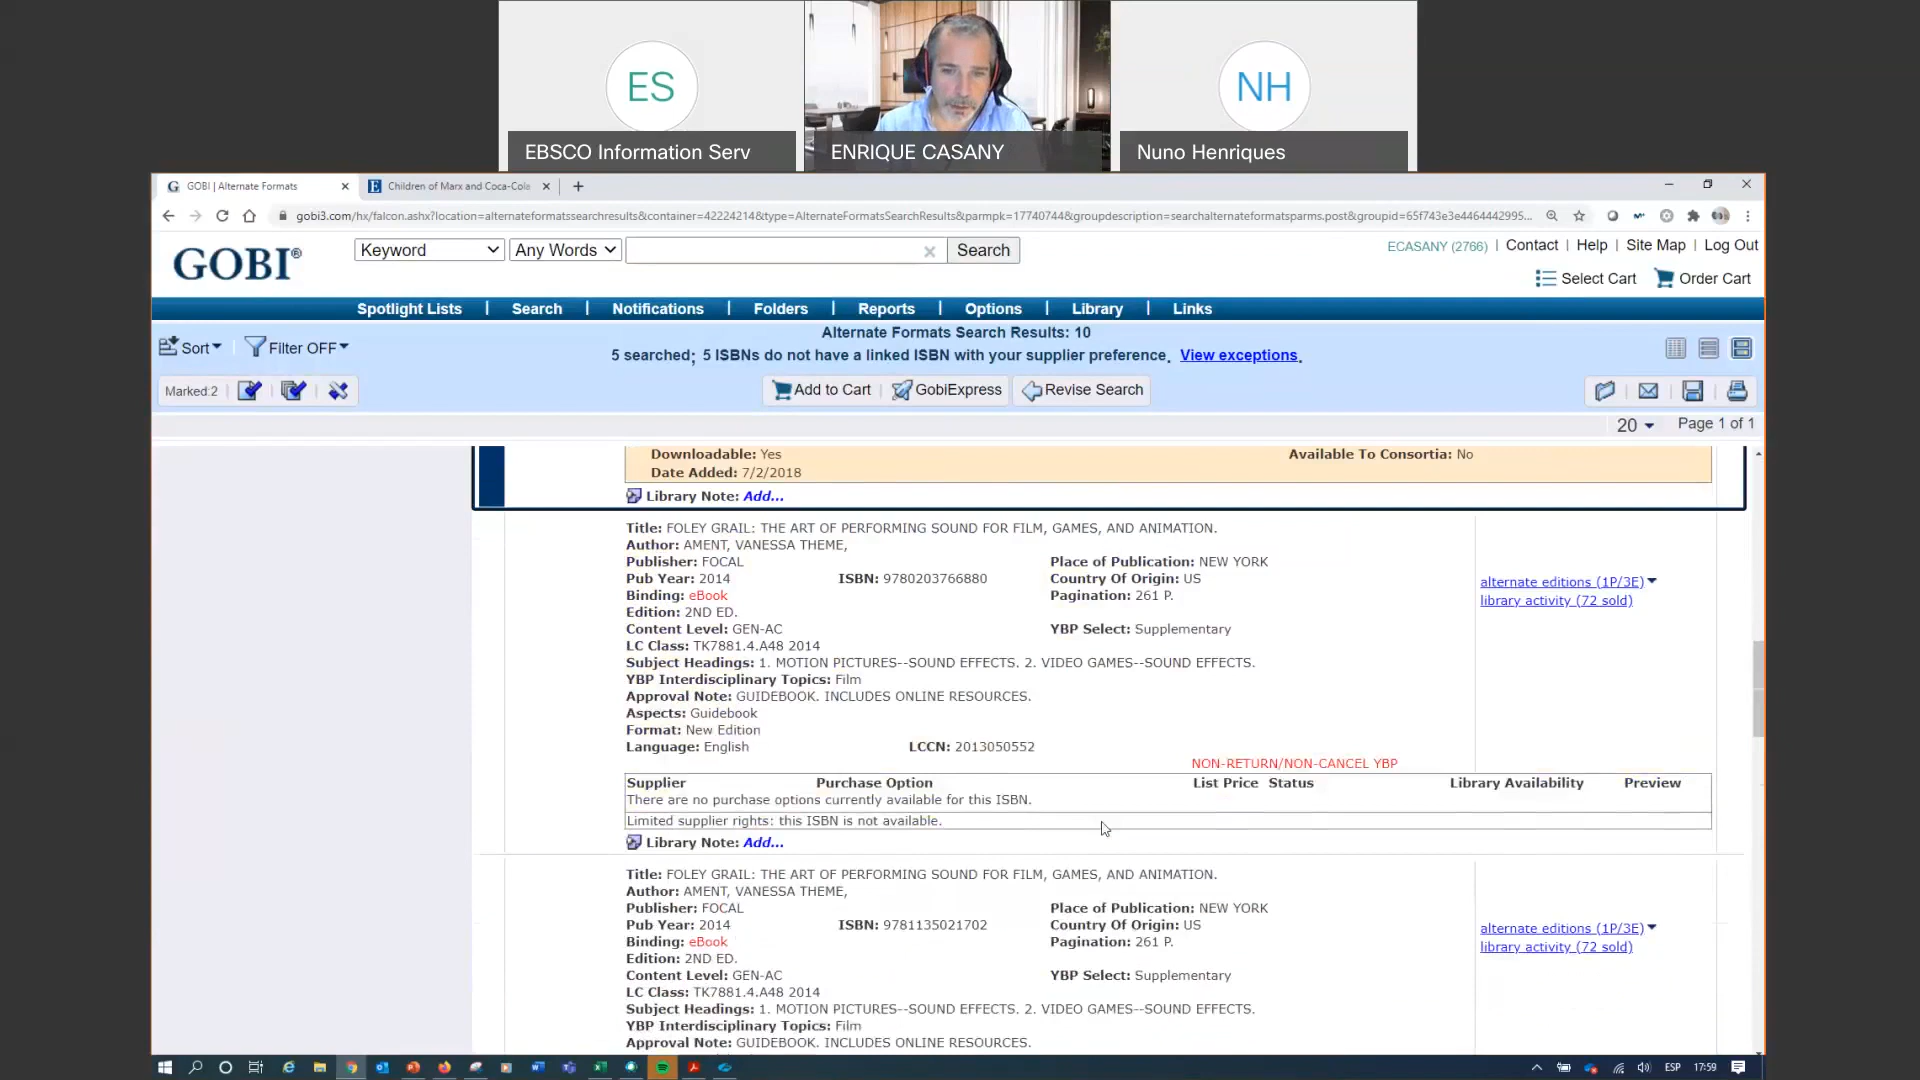 ES
NH
EBSCO Information Serv
ENRIQUE CASANY
Nuno Henriques
G GOBI | Alternate Formats
E Children of Marx and Coca-Cola
gobi3.com/hx/falcon.ashx?location=alternateformatssearchresults&container=42224214&type=AlternateFormatsSearchResults&parmpk=17740744&groupdescription=searchalternateformatsparms.post&groupid=65f743e3e4464442995...
GOBI®
Keyword
Any Words
Search
ECASANY (2766) | Contact | Help | Site Map | Log Out
Select Cart
Order Cart
Spotlight Lists | Search | Notifications | Folders | Reports | Options | Library | Links
Alternate Formats Search Results: 10
Sort
Filter OFF
5 searched; 5 ISBNs do not have a linked ISBN with your supplier preference. View exceptions.
Marked:2
Add to Cart
GobiExpress
Revise Search
20
Page 1 of 1
Downloadable: Yes
Available To Consortia: No
Date Added: 7/2/2018
Library Note: Add...
Title: FOLEY GRAIL: THE ART OF PERFORMING SOUND FOR FILM, GAMES, AND ANIMATION.
Author: AMENT, VANESSA THEME,
Publisher: FOCAL
Place of Publication: NEW YORK
Pub Year: 2014
ISBN: 9780203766880
Country Of Origin: US
alternate editions (1P/3E)
Binding: eBook
Pagination: 261 P.
library activity (72 sold)
Edition: 2ND ED.
Content Level: GEN-AC
YBP Select: Supplementary
LC Class: TK7881.4.A48 2014
Subject Headings: 1. MOTION PICTURES--SOUND EFFECTS. 2. VIDEO GAMES--SOUND EFFECTS.
YBP Interdisciplinary Topics: Film
Approval Note: GUIDEBOOK. INCLUDES ONLINE RESOURCES.
Aspects: Guidebook
Format: New Edition
Language: English
LCCN: 2013050552
NON-RETURN/NON-CANCEL YBP
Supplier
Purchase Option
List Price
Status
Library Availability
Preview
There are no purchase options currently available for this ISBN.
Limited supplier rights: this ISBN is not available.
Library Note: Add...
Title: FOLEY GRAIL: THE ART OF PERFORMING SOUND FOR FILM, GAMES, AND ANIMATION.
Author: AMENT, VANESSA THEME,
Publisher: FOCAL
Place of Publication: NEW YORK
Pub Year: 2014
ISBN: 9781135021702
Country Of Origin: US
alternate editions (1P/3E)
Binding: eBook
Pagination: 261 P.
library activity (72 sold)
Edition: 2ND ED.
Content Level: GEN-AC
YBP Select: Supplementary
LC Class: TK7881.4.A48 2014
Subject Headings: 1. MOTION PICTURES--SOUND EFFECTS. 2. VIDEO GAMES--SOUND EFFECTS.
YBP Interdisciplinary Topics: Film
Approval Note: GUIDEBOOK. INCLUDES ONLINE RESOURCES.
ESP
17:59